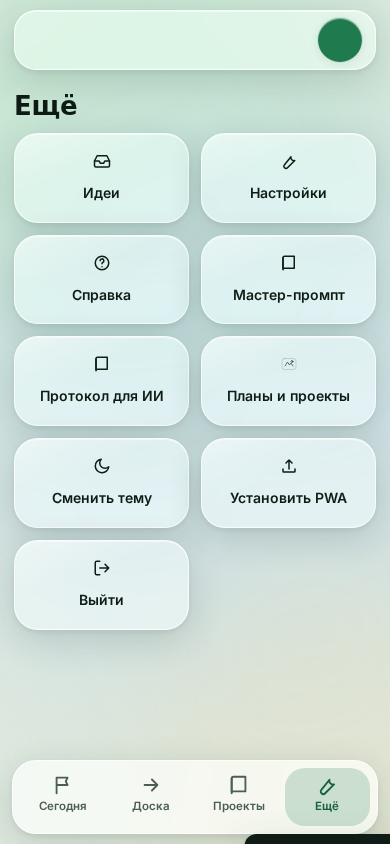 Ещё
Идеи
Настройки
Справка
Мастер-промпт
Протокол для ИИ
Планы и проекты
Сменить тему
Установить PWA
Выйти
Сегодня
Доска
Проекты
Ещё